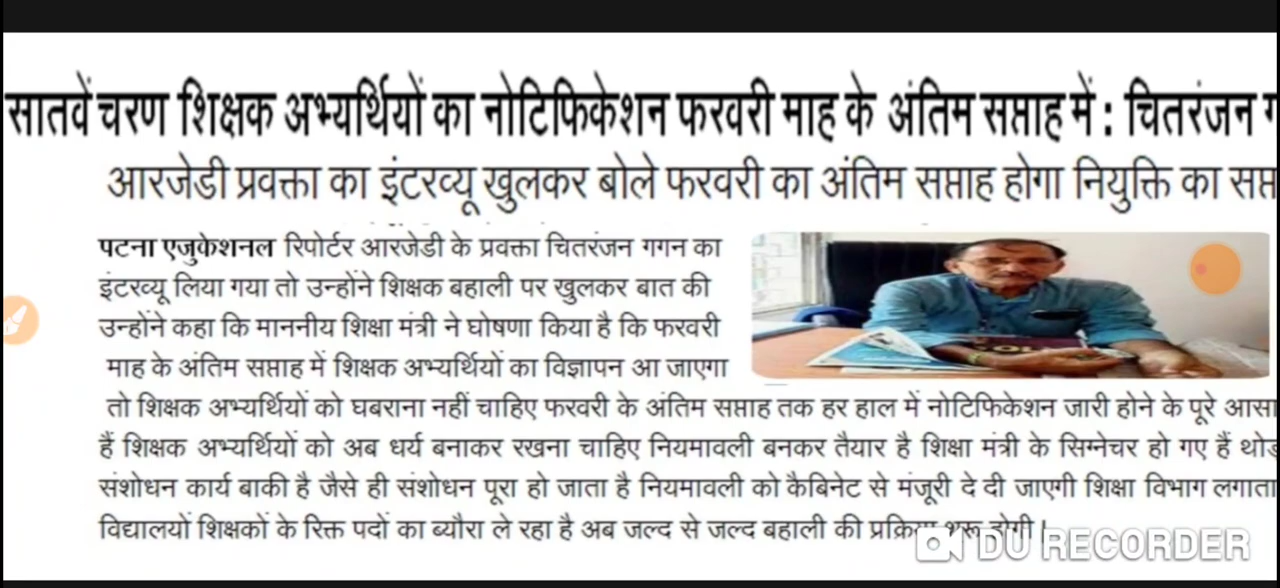 सातवें चरण शिक्षक अभ्यर्थियों का नोटिफिकेशन फरवरी माह के अंतिम सप्ताह में : चितरंजन
आरजेडी प्रवक्ता का इंटरव्यू खुलकर बोले फरवरी का अंतिम सप्ताह होगा नियुक्ति का
पटना एजुकेशनल रिपोर्टर आरजेडी के प्रवक्ता चितरंजन गगन का
इंटरव्यू लिया गया तो उन्होंने शिक्षक बहाली पर खुलकर बात की
उन्होंने कहा कि माननीय शिक्षा मंत्री ने घोषणा किया है कि फरवरी
माह के अंतिम सप्ताह में शिक्षक अभ्यर्थियों का विज्ञापन आ जाएगा
तो शिक्षक अभ्यर्थियों को घबराना नहीं चाहिए फरवरी के अंतिम सप्ताह तक हर हाल में नोटिफिकेशन जारी होने के पूरे
हैं शिक्षक अभ्यर्थियों को अब धर्य बनाकर रखना चाहिए नियमावली बनकर तैयार है शिक्षा मंत्री के सिग्नेचर हो गए हैं
संशोधन कार्य बाकी है जैसे ही संशोधन पूरा हो जाता है नियमावली को कैबिनेट से मंजूरी दे दी जाएगी शिक्षा विभाग
विद्यालयों शिक्षकों के रिक्त पदों का ब्यौरा ले रहा है अब जल्द से जल्द बहाली की प्रक्रिया शुरू होगी।
DU RECORDER